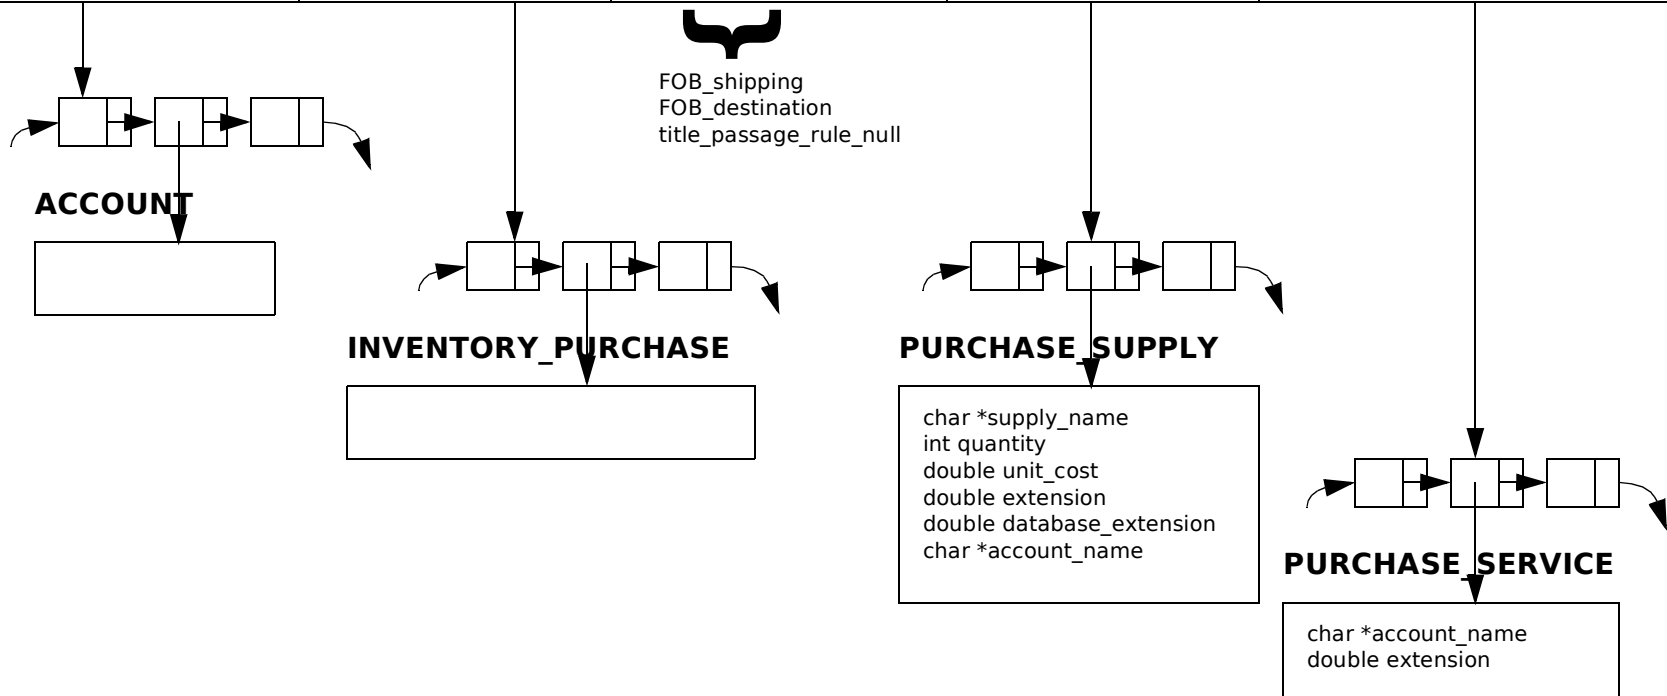 FOB_shipping
FOB_destination
title_passage_rule_null
ACCOUNT
INVENTORY_PURCHASE
PURCHASE_SUPPLY
char *supply_name
int quantity
double unit_cost
double extension
double database_extension
char *account_name
PURCHASE_SERVICE
char *account_name
double extension